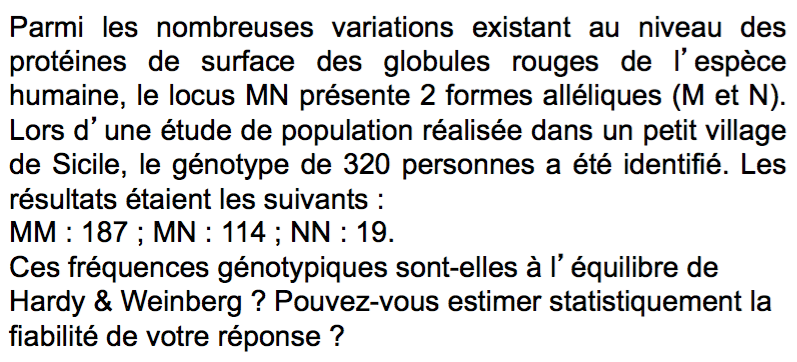 Parmi les nombreuses variations existant au niveau des
protéines de surface des globules rouges de l’espèce
humaine, le locus MN présente 2 formes alléliques (M et N).
Lors d’une étude de population réalisée dans un petit village
de Sicile, le génotype de 320 personnes a été identifié. Les
résultats étaient les suivants :
MM : 187 ; MN : 114 ; NN : 19.
Ces fréquences génotypiques sont-elles à l’équilibre de
Hardy & Weinberg ? Pouvez-vous estimer statistiquement la
fiabilité de votre réponse ?